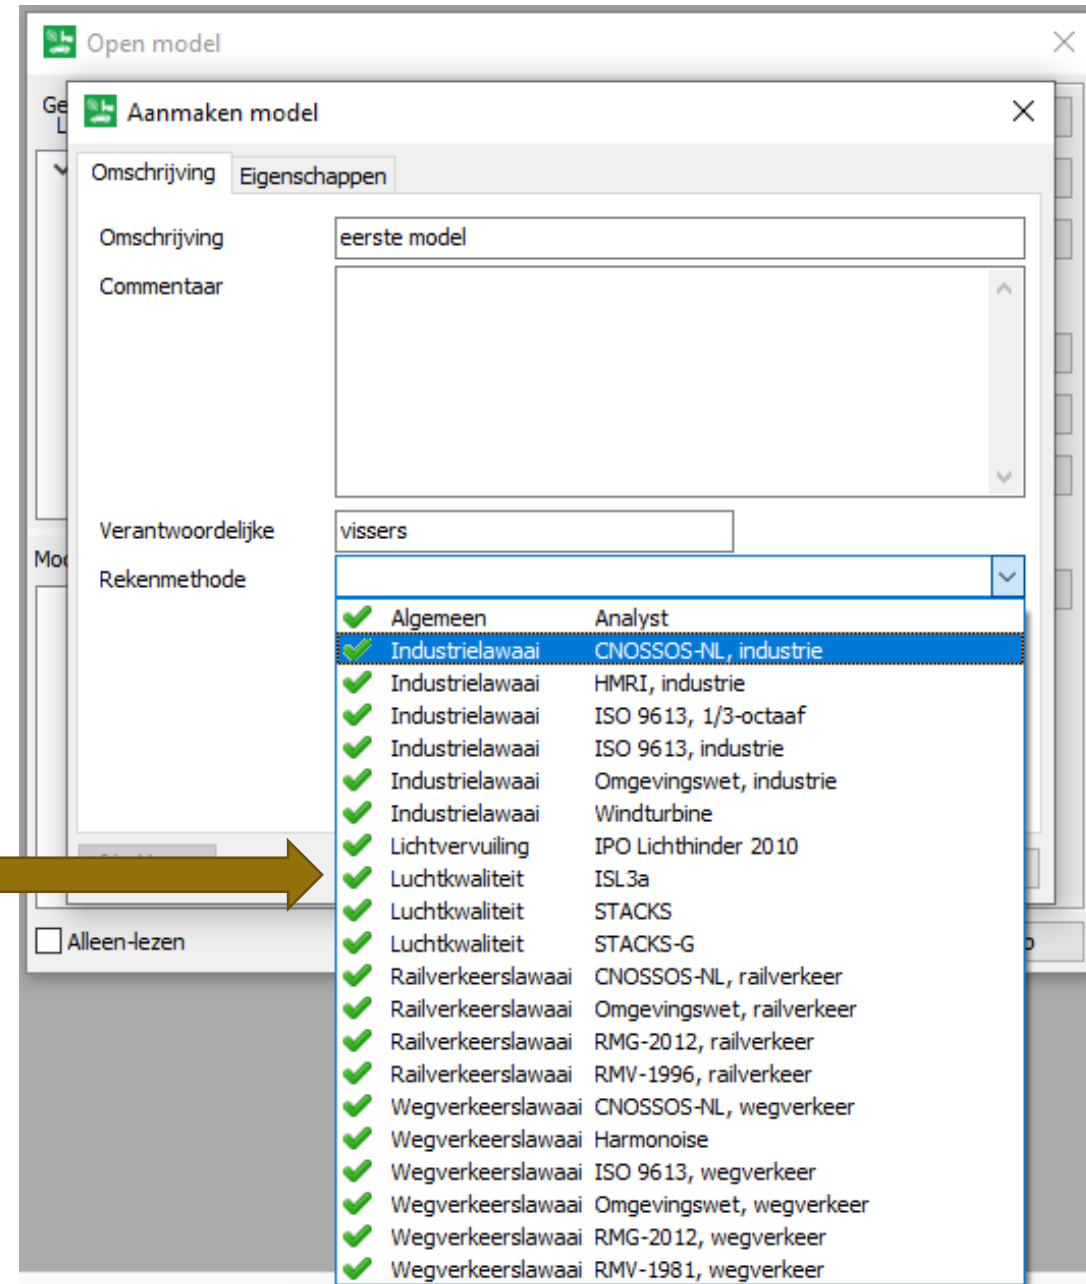 Open model
Ge
L
Aanmaken model
Omschrijving Eigenschappen
Omschrijving eerste model
Commentaar
Verantwoordelijke vissers
Mod
Rekenmethode
Algemeen Analyst
Industrielawaai CNOSSOS-NL, industrie
Industrielawaai HMRI, industrie
Industrielawaai ISO 9613, 1/3-octaaf
Industrielawaai ISO 9613, industrie
Industrielawaai Omgevingswet, industrie
Industrielawaai Windturbine
Lichtvervuiling IPO Lichthinder 2010
Luchtkwaliteit ISL3a
Luchtkwaliteit STACKS
Luchtkwaliteit STACKS-G
Alleen-lezen
Railverkeerslawaai CNOSSOS-NL, railverkeer
Railverkeerslawaai Omgevingswet, railverkeer
Railverkeerslawaai RMG-2012, railverkeer
Railverkeerslawaai RMV-1996, railverkeer
Wegverkeerslawaai CNOSSOS-NL, wegverkeer
Wegverkeerslawaai Harmonoise
Wegverkeerslawaai ISO 9613, wegverkeer
Wegverkeerslawaai Omgevingswet, wegverkeer
Wegverkeerslawaai RMG-2012, wegverkeer
Wegverkeerslawaai RMV-1981, wegverkeer